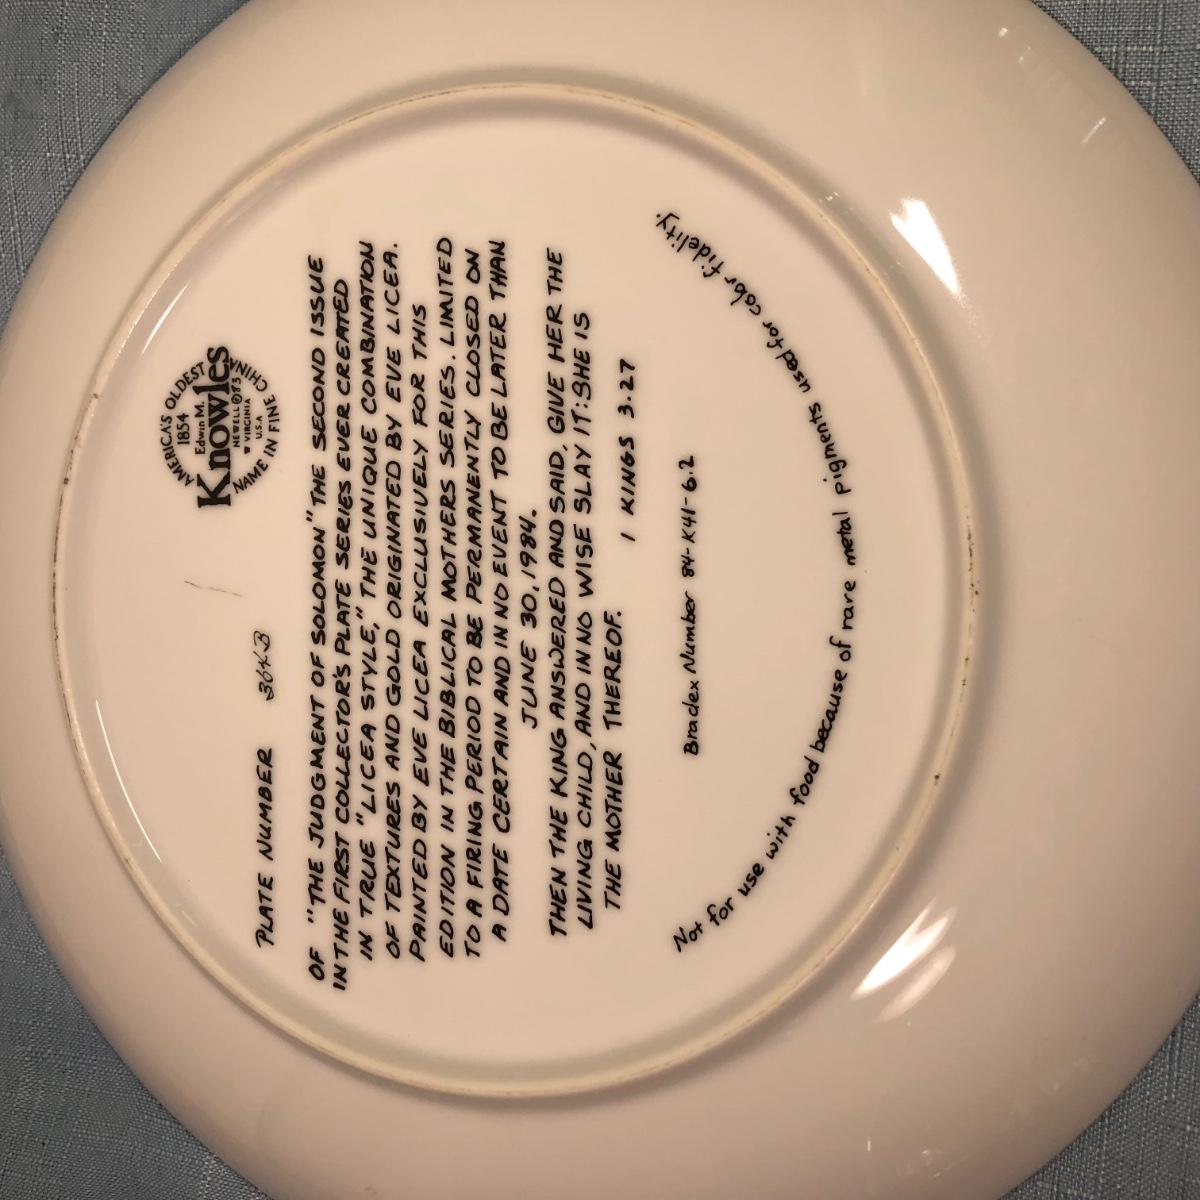 AMERICA'S OLDEST
1854
Edwin M.
Knowles
NEWELL
VIRGINIA
U.S.A
NAME IN FINE CHINA
PLATE NUMBER
OF "THE JUDGMENT OF SOLOMON" THE SECOND ISSUE
IN THE FIRST COLLECTOR'S PLATE SERIES EVER CREATED
IN TRUE "LICEA STYLE," THE UNIQUE COMBINATION
OF TEXTURES AND GOLD ORIGINATED BY EVE LICEA.
PAINTED BY EVE LICEA EXCLUSIVELY FOR THIS
EDITION IN THE BIBLICAL MOTHERS SERIES. LIMITED
TO A FIRING PERIOD TO BE PERMANENTLY CLOSED ON
A DATE CERTAIN AND IN NO EVENT TO BE LATER THAN
JUNE 30, 1984.
THEN THE KING ANSWERED AND SAID, GIVE HER THE
LIVING CHILD, AND IN NO WISE SLAY IT: SHE IS
THE MOTHER THEREOF. 1 KINGS 3.27
Bradex Number 84-K41-6.2
Not for use with food because of rare metal pigments used for color fidelity.